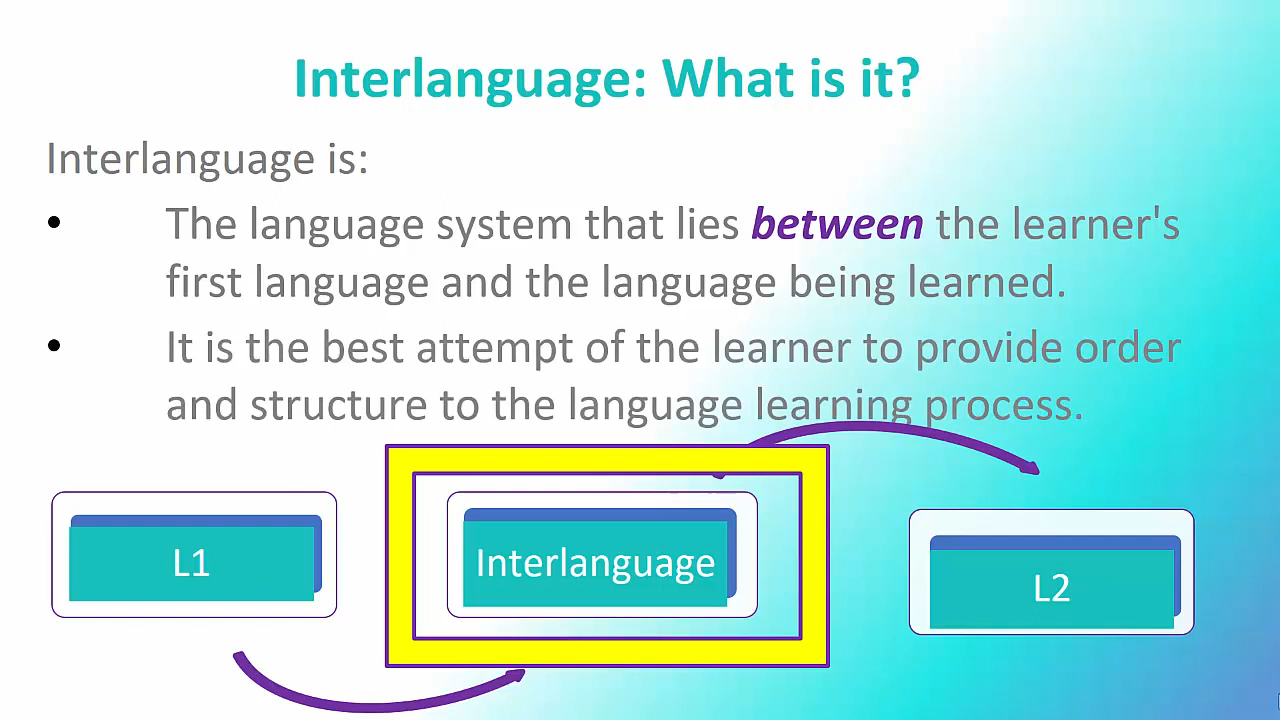 Interlanguage: What is it?
Interlanguage is:
• The language system that lies between the learner's
first language and the language being learned.
• It is the best attempt of the learner to provide order
and structure to the language learning process.
L1
Interlanguage
L2